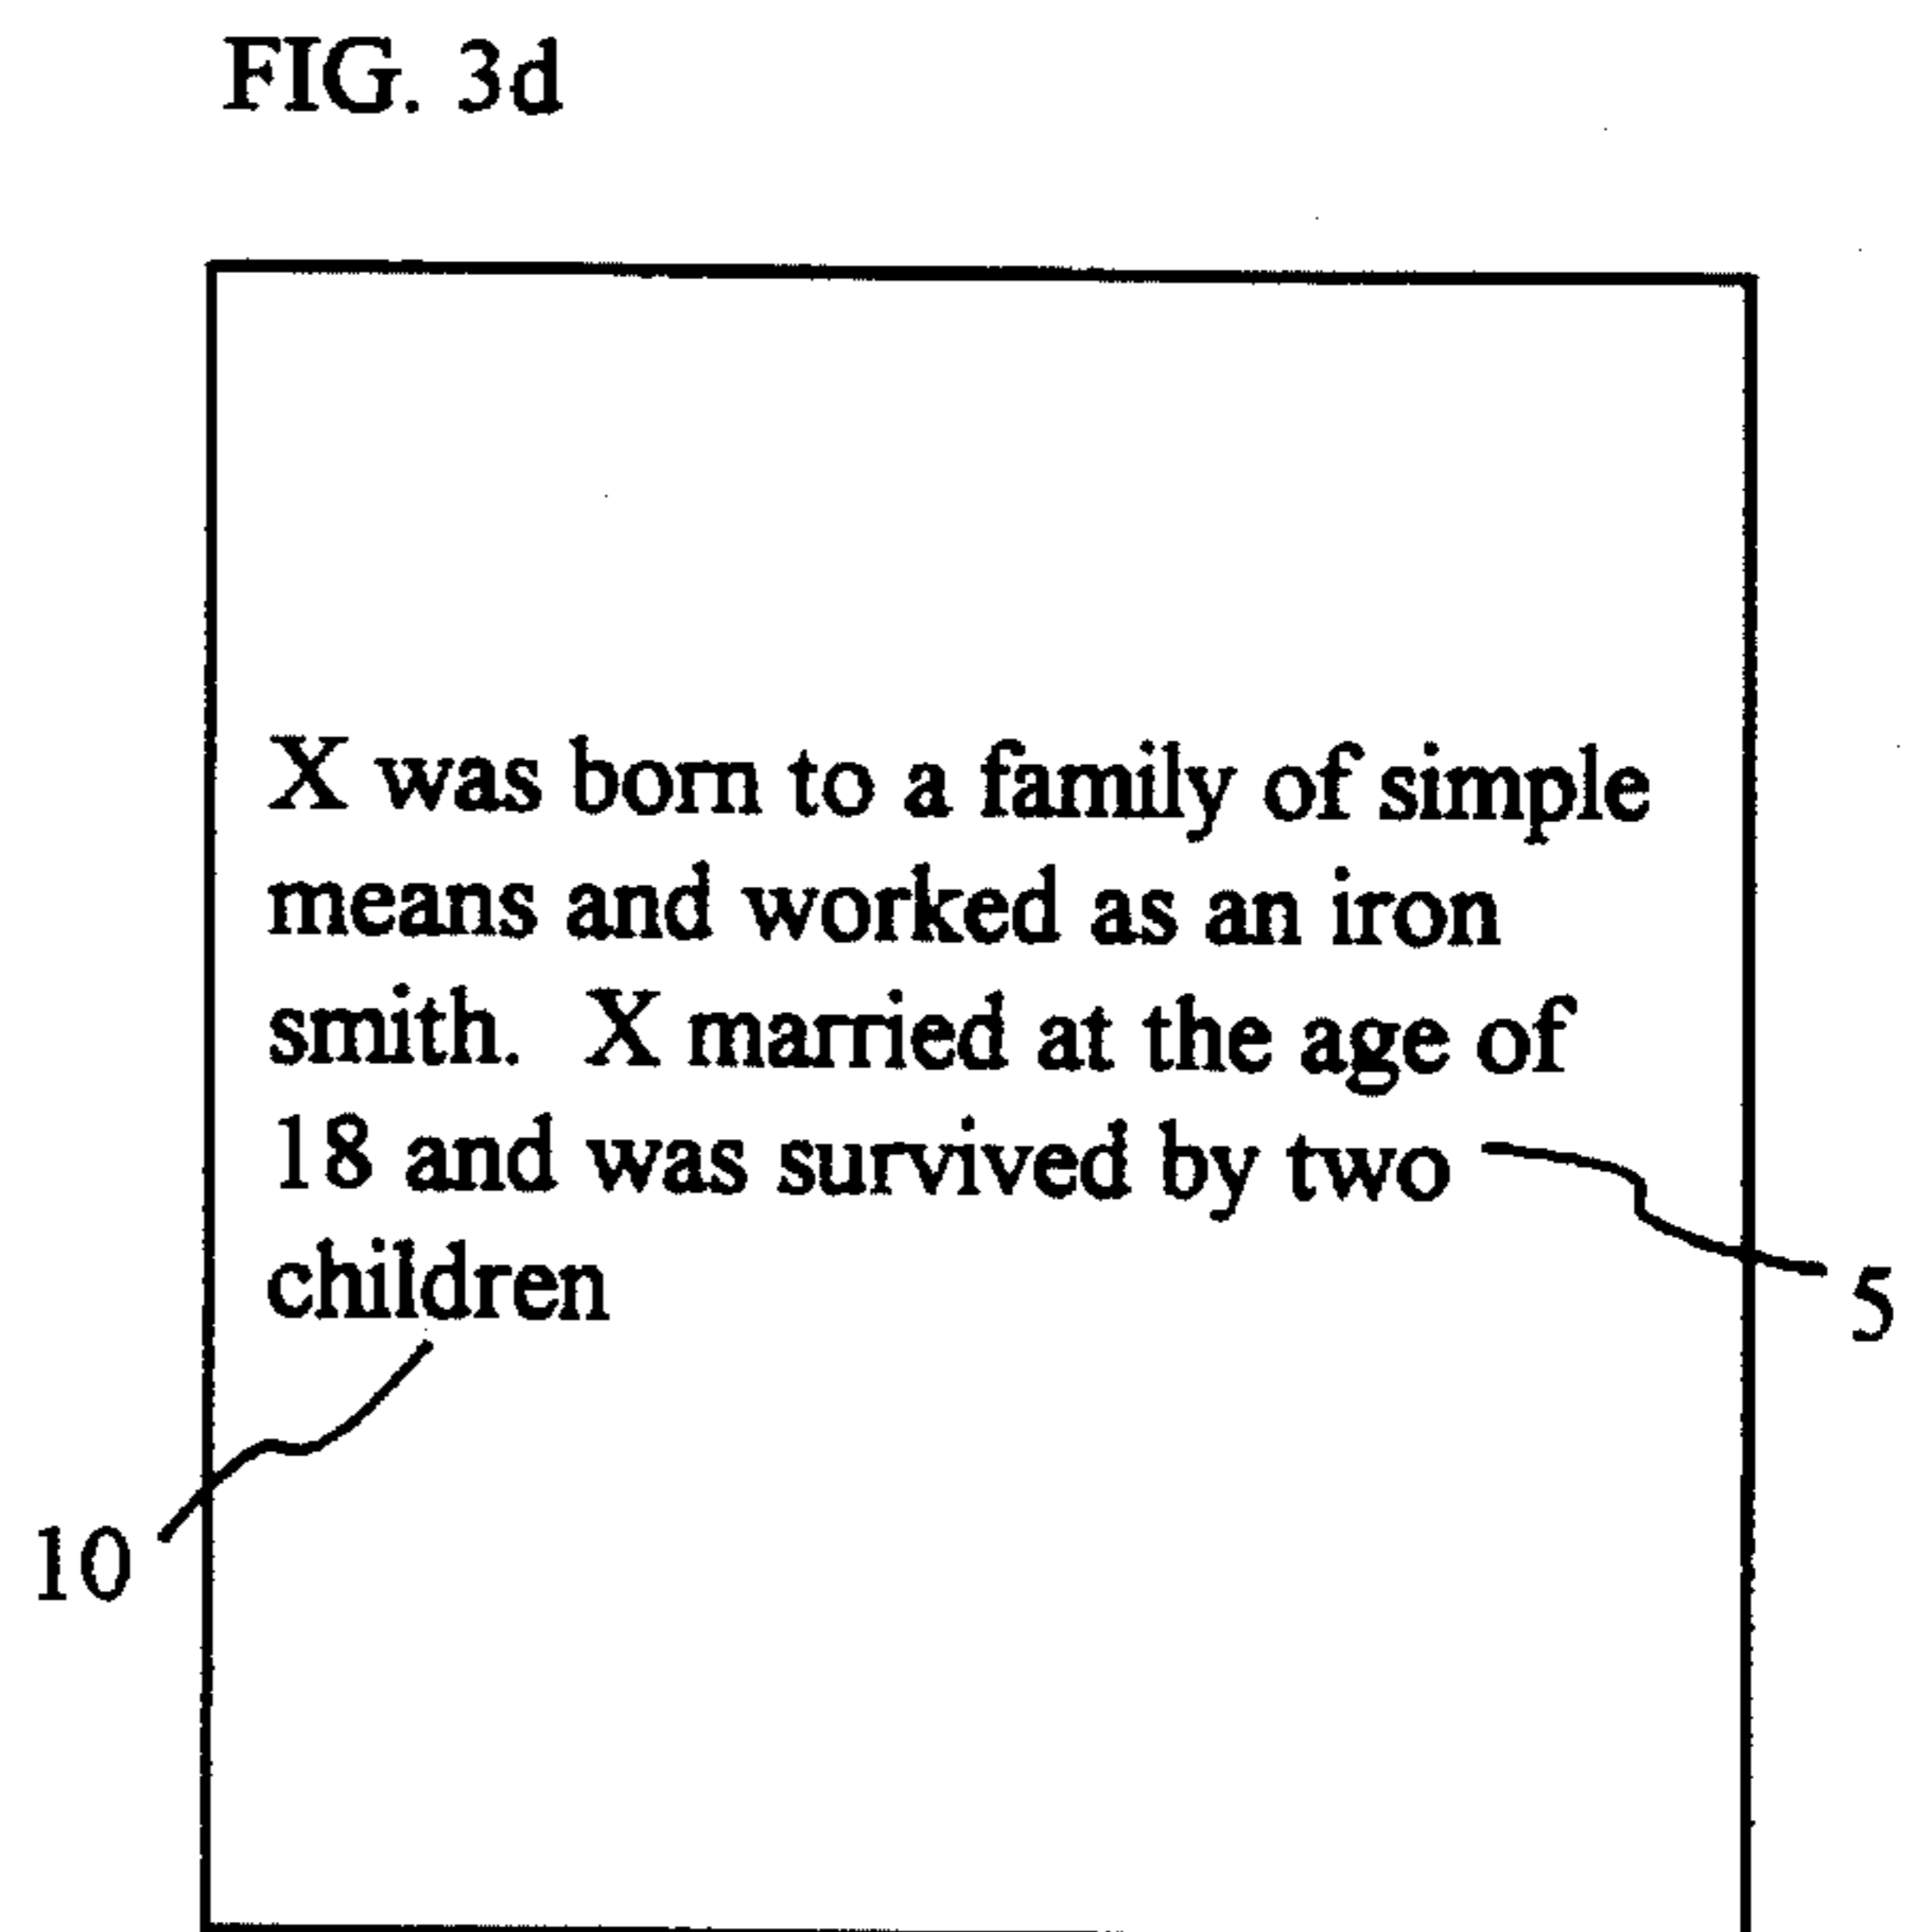 FIG. 3d
X was born to a family of simple
means and worked as an iron
smith. X married at the age of
18 and was survived by two
children
5
10